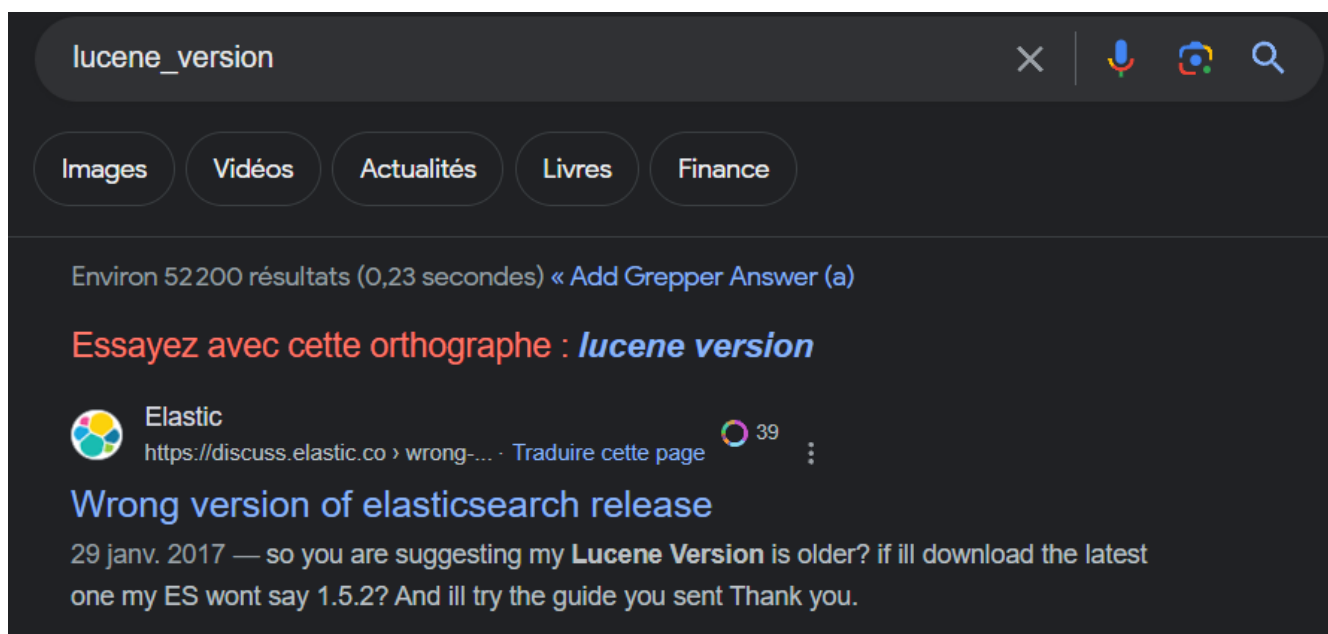 lucene_version
Images Vidéos Actualités Livres Finance
Environ 52 200 résultats (0,23 secondes) « Add Grepper Answer (a)
Essayez avec cette orthographe : lucene version
Elastic
https://discuss.elastic.co › wrong-... · Traduire cette page 39
Wrong version of elasticsearch release
29 janv. 2017 — so you are suggesting my Lucene Version is older? if ill download the latest
one my ES wont say 1.5.2? And ill try the guide you sent Thank you.